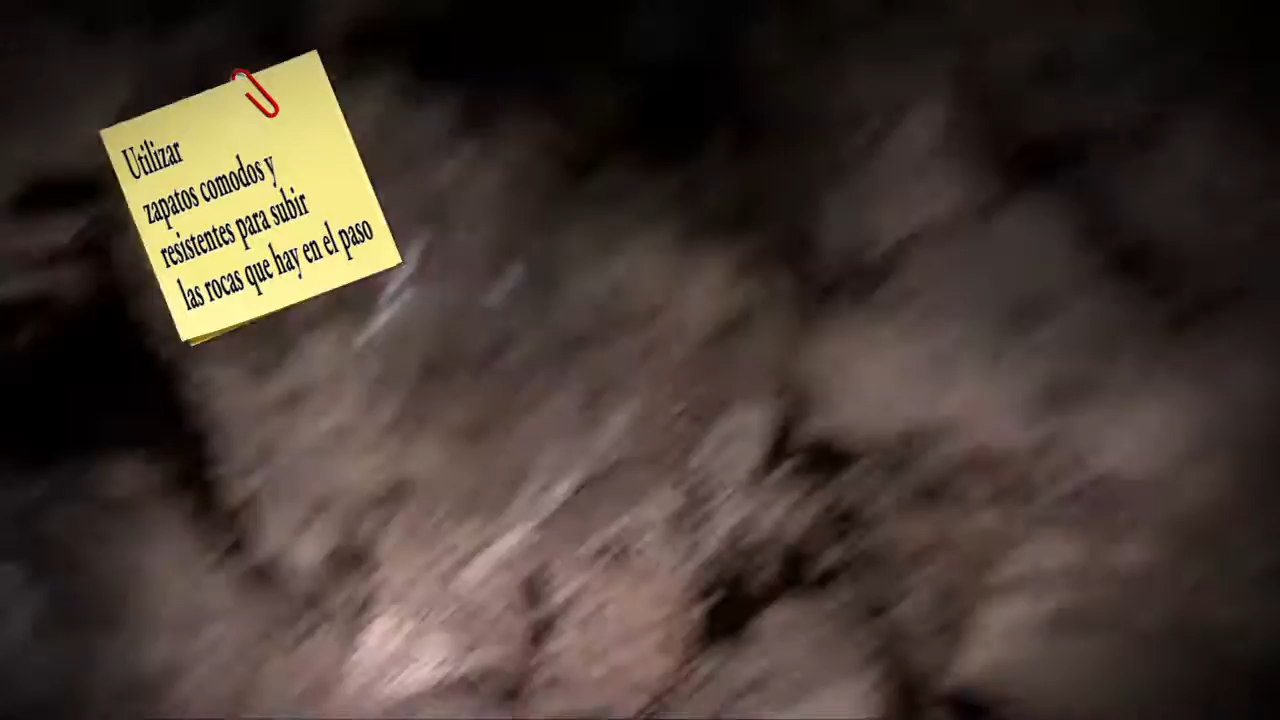 Utilizar
zapatos comodos y
resistentes para subir
las rocas que hay en el paso